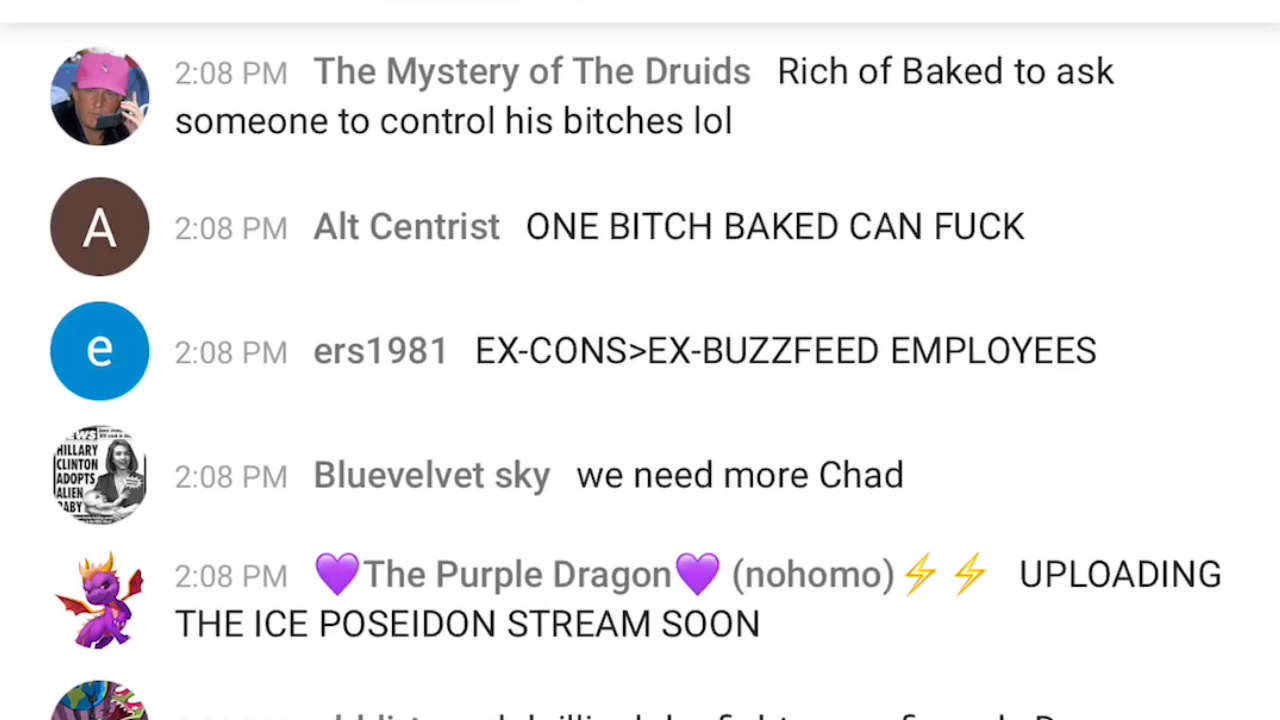 2:08 PM The Mystery of The Druids Rich of Baked to ask
someone to control his bitches lol
A
2:08 PM Alt Centrist ONE BITCH BAKED CAN FUCK
e
2:08 PM ers1981 EX-CONS>EX-BUZZFEED EMPLOYEES
HILLARY
CLINTON
ADOPTS
ALIEN
2:08 PM Bluevelvet sky we need more Chad
2:08 PM 💜The Purple Dragon💜 (nohomo)⚡⚡ UPLOADING
THE ICE POSEIDON STREAM SOON